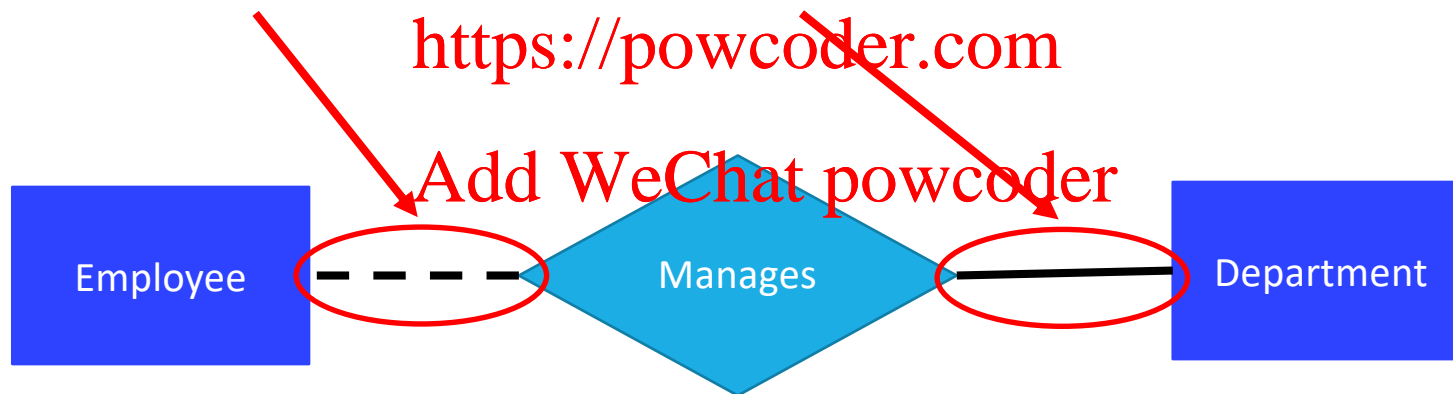 https://powcoder.com
Add WeChat powcoder
Employee
Manages
Department